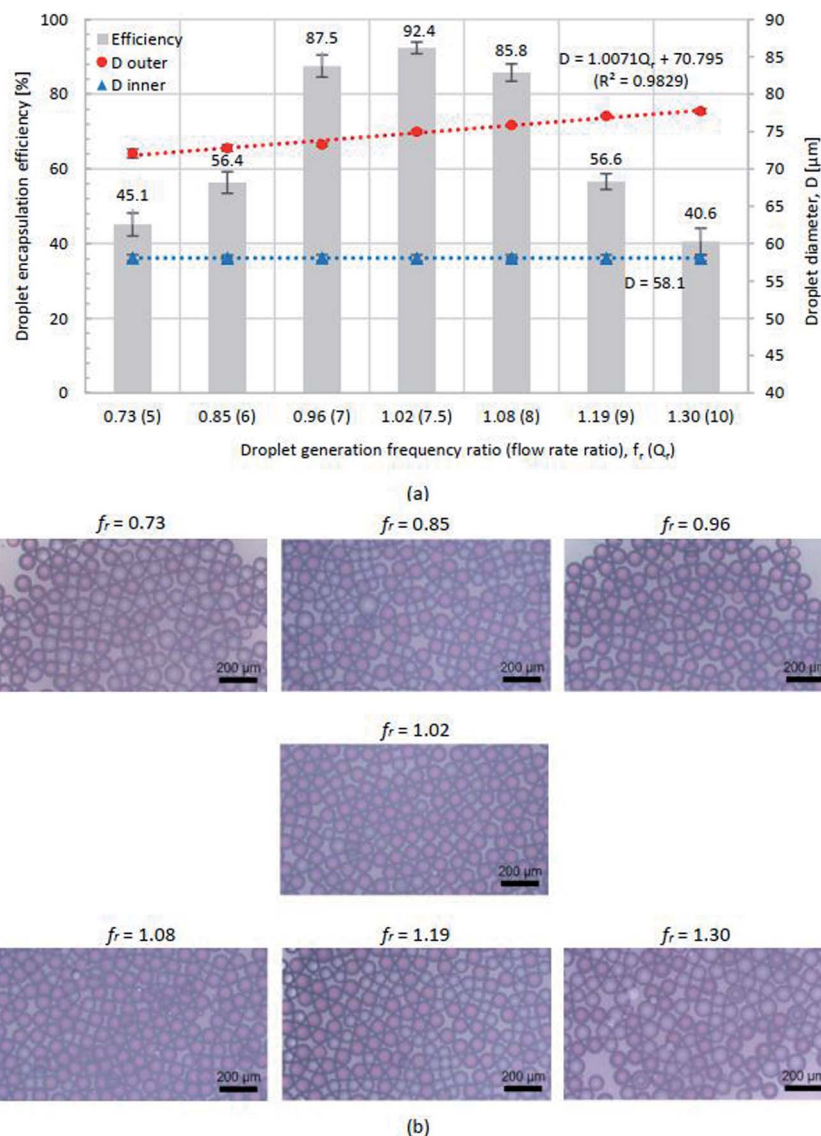 100
80
60
40
20
0
Droplet encapsulation efficiency [%]
Efficiency
D outer
D inner
45.1
56.4
87.5
92.4
85.8
56.6
40.6
D = 1.0071Qr + 70.795
(R² = 0.9829)
D = 58.1
90
85
80
75
70
65
60
55
50
45
40
Droplet diameter, D [µm]
0.73 (5) 0.85 (6) 0.96 (7) 1.02 (7.5) 1.08 (8) 1.19 (9) 1.30 (10)
Droplet generation frequency ratio (flow rate ratio), fr (Qr)
(a)
fr = 0.73 fr = 0.85 fr = 0.96
200 µm 200 µm 200 µm
fr = 1.02
200 µm
fr = 1.08 fr = 1.19 fr = 1.30
200 µm 200 µm 200 µm
(b)